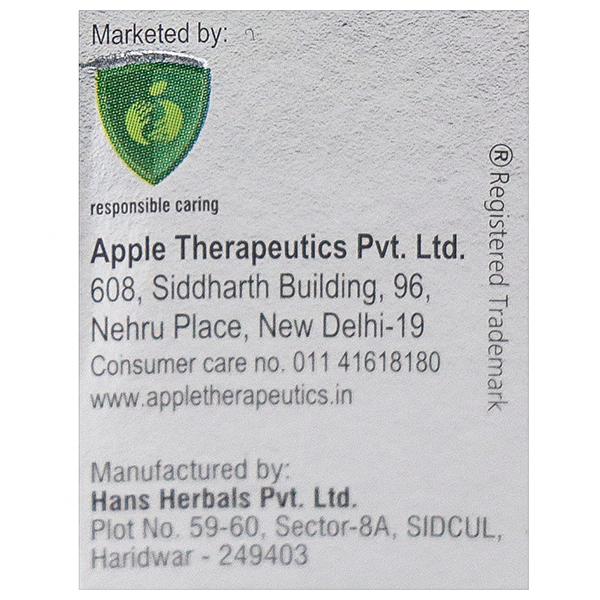 Marketed by:
responsible caring
Apple Therapeutics Pvt. Ltd.
608, Siddharth Building, 96,
Nehru Place, New Delhi-19
Consumer care no. 011 41618180
www.appletherapeutics.in
® Registered Trademark
Manufactured by:
Hans Herbals Pvt. Ltd.
Plot No. 59-60, Sector-8A, SIDCUL,
Haridwar - 249403